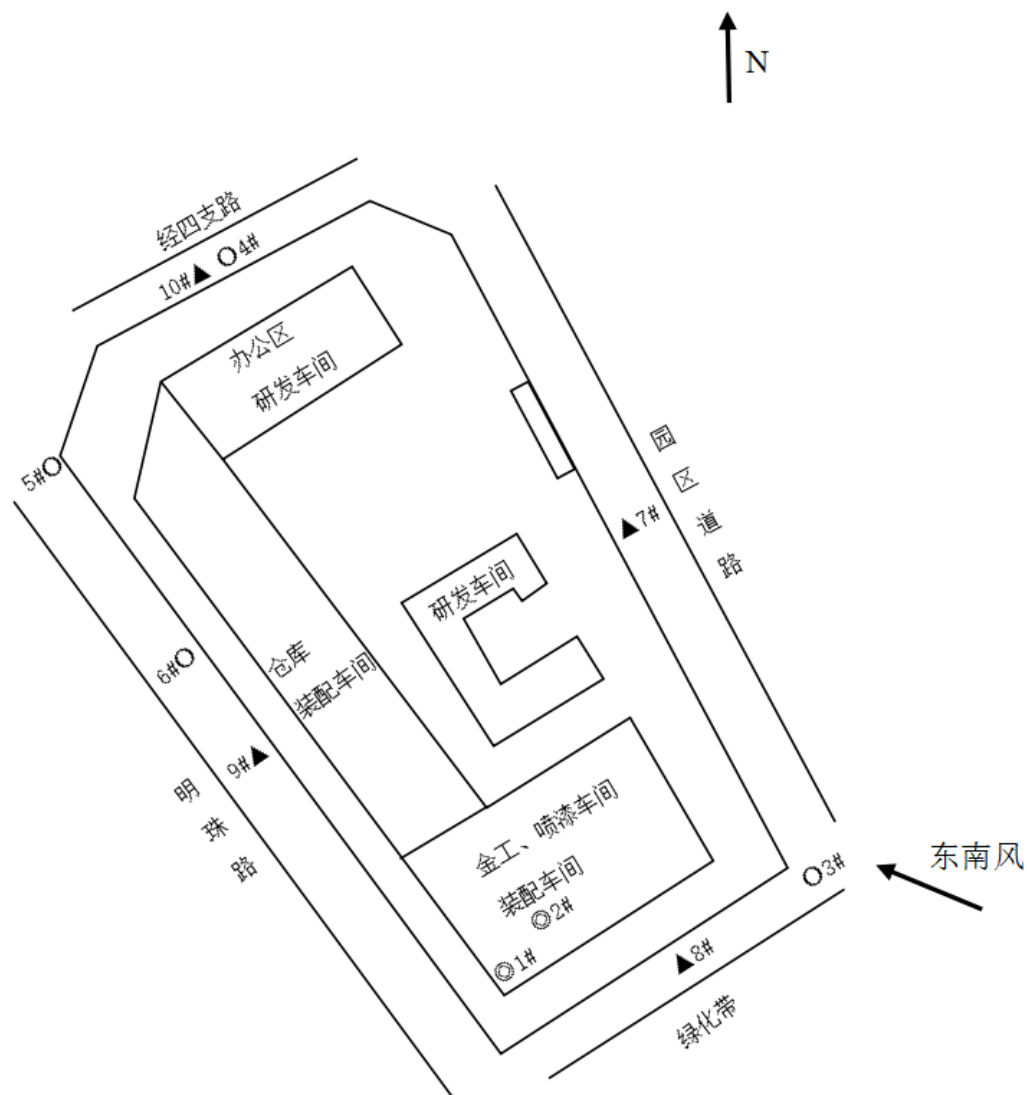 N
经四支路
4#
10#
办公区
研发车间
5#
园区道路
7#
研发车间
仓库
装配车间
6#
9#
明珠路
金工、喷漆车间
装配车间
2#
1#
3#
东南风
8#
绿化带